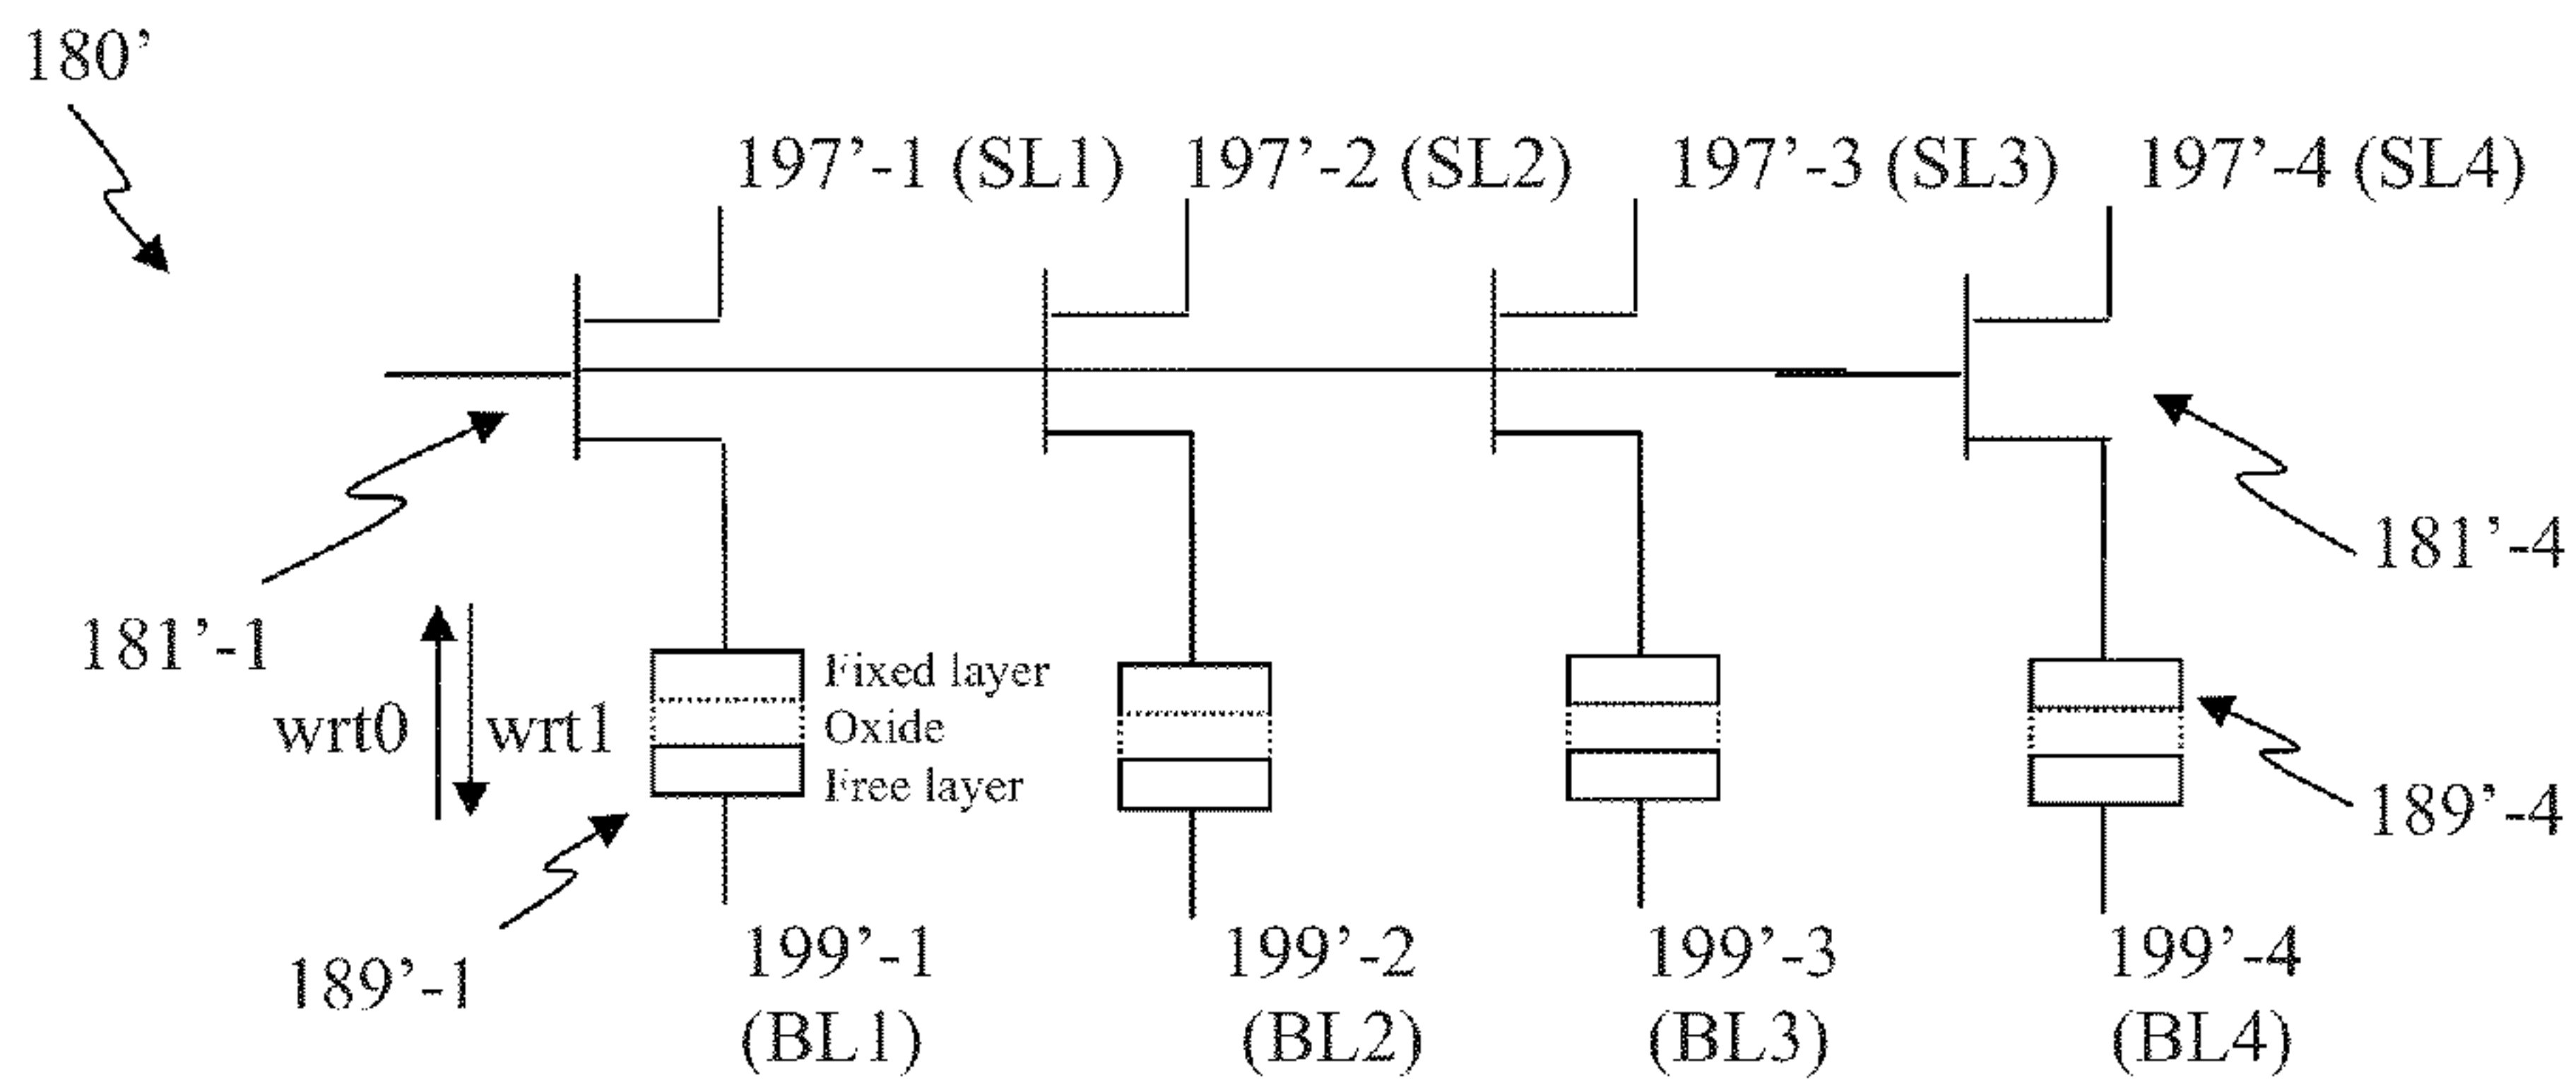 180’
197’-1 (SL1) 197’-2 (SL2) 197’-3 (SL3) 197’-4 (SL4)
181’-4
181’-1
wrt0 wrt1
Fixed layer
Oxide
Free layer
189’-4
189’-1
199’-1 199’-2 199’-3 199’-4
(BL1) (BL2) (BL3) (BL4)